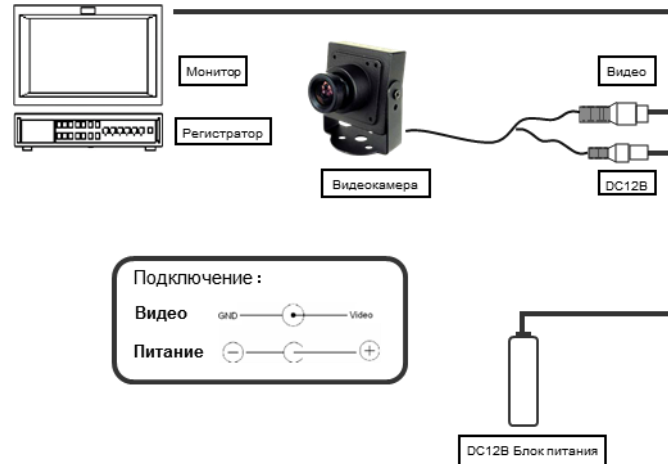 Монитор
Видео
Регистратор
Видеокамера
DC12В
Подключение :
Видео GND Video
Питание
DC12В Блок питания